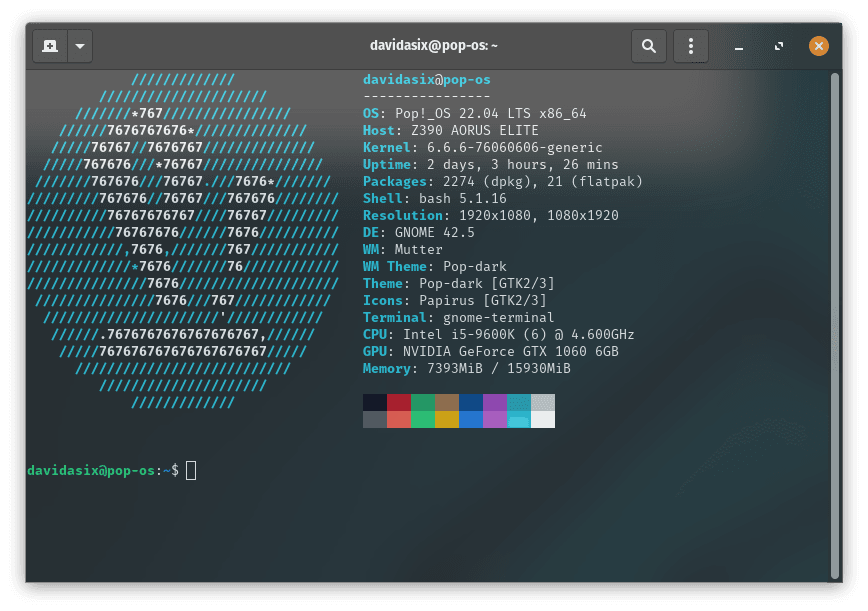 davidasix@pop-os: ~
/////////////
/////////////////////
///////*767////////////////
//////7676767676*//////////////
/////76767//7676767//////////////
/////767676///*76767///////////////
///////767676///76767.///7676*///////
/////////767676//76767///767676////////
//////////76767676767////76767/////////
///////////76767676//////7676//////////
////////////,7676,///////767///////////
/////////////*7676///////76////////////
///////////////7676////////////////////
///////////////7676///767////////////
//////////////////////'////////////
//////.7676767676767676767,//////
/////767676767676767676767/////
///////////////////////////
/////////////////////
/////////////
davidasix@pop-os
----------------
OS: Pop!_OS 22.04 LTS x86_64
Host: Z390 AORUS ELITE
Kernel: 6.6.6-76060606-generic
Uptime: 2 days, 3 hours, 26 mins
Packages: 2274 (dpkg), 21 (flatpak)
Shell: bash 5.1.16
Resolution: 1920x1080, 1080x1920
DE: GNOME 42.5
WM: Mutter
WM Theme: Pop-dark
Theme: Pop-dark [GTK2/3]
Icons: Papirus [GTK2/3]
Terminal: gnome-terminal
CPU: Intel i5-9600K (6) @ 4.600GHz
GPU: NVIDIA GeForce GTX 1060 6GB
Memory: 7393MiB / 15930MiB
davidasix@pop-os:~$